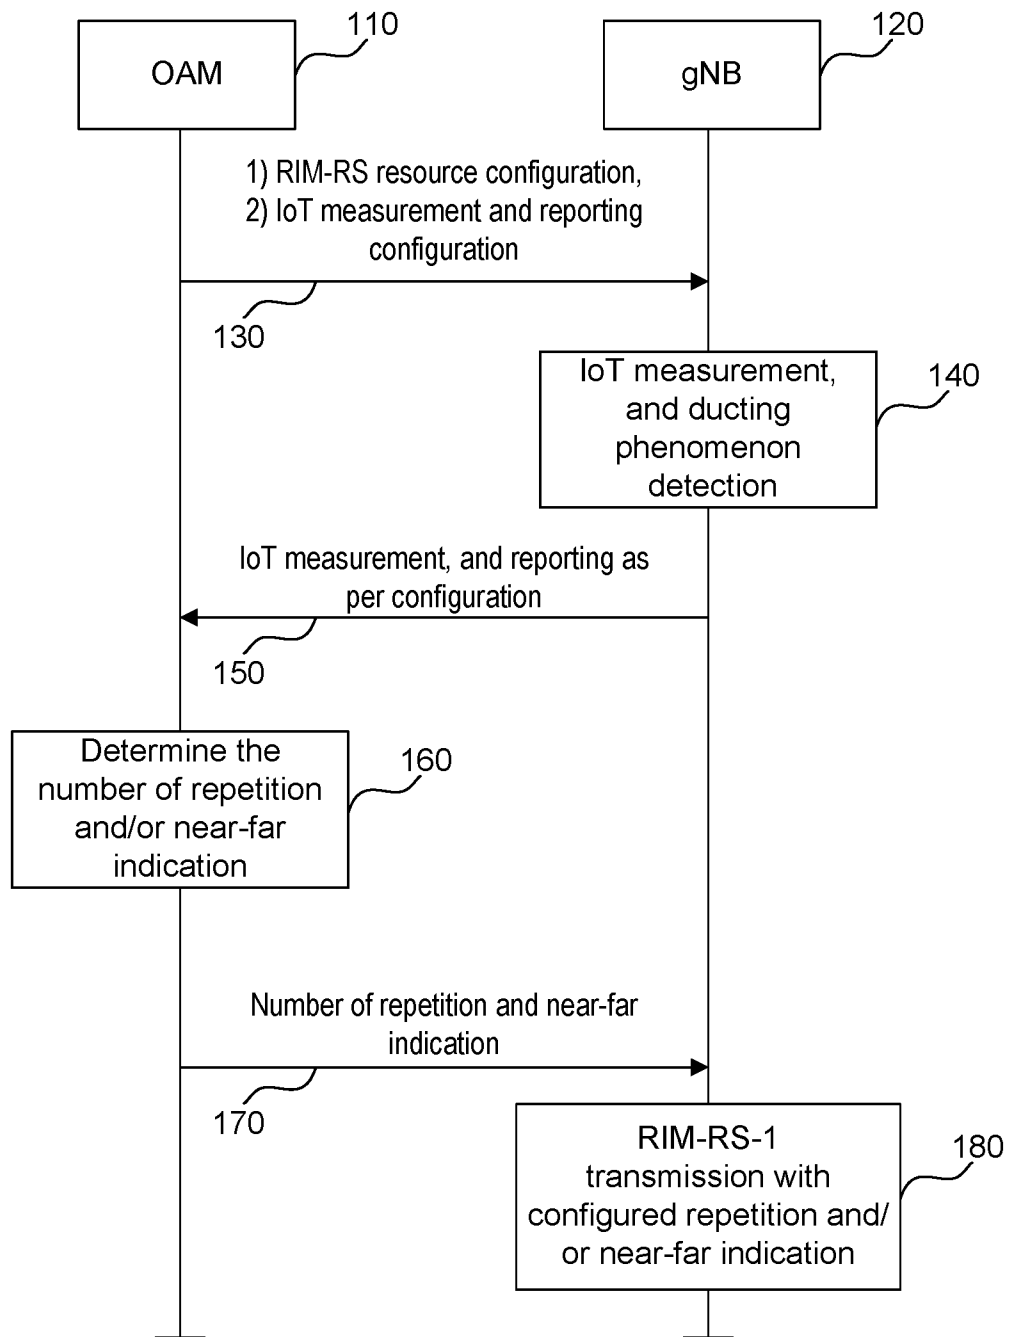 110
120
OAM
gNB
1) RIM-RS resource configuration,
2) IoT measurement and reporting
configuration
130
IoT measurement,
and ducting
phenomenon
detection
140
IoT measurement, and reporting as
per configuration
150
Determine the
number of repetition
and/or near-far
indication
160
Number of repetition and near-far
indication
170
RIM-RS-1
transmission with
configured repetition and/
or near-far indication
180